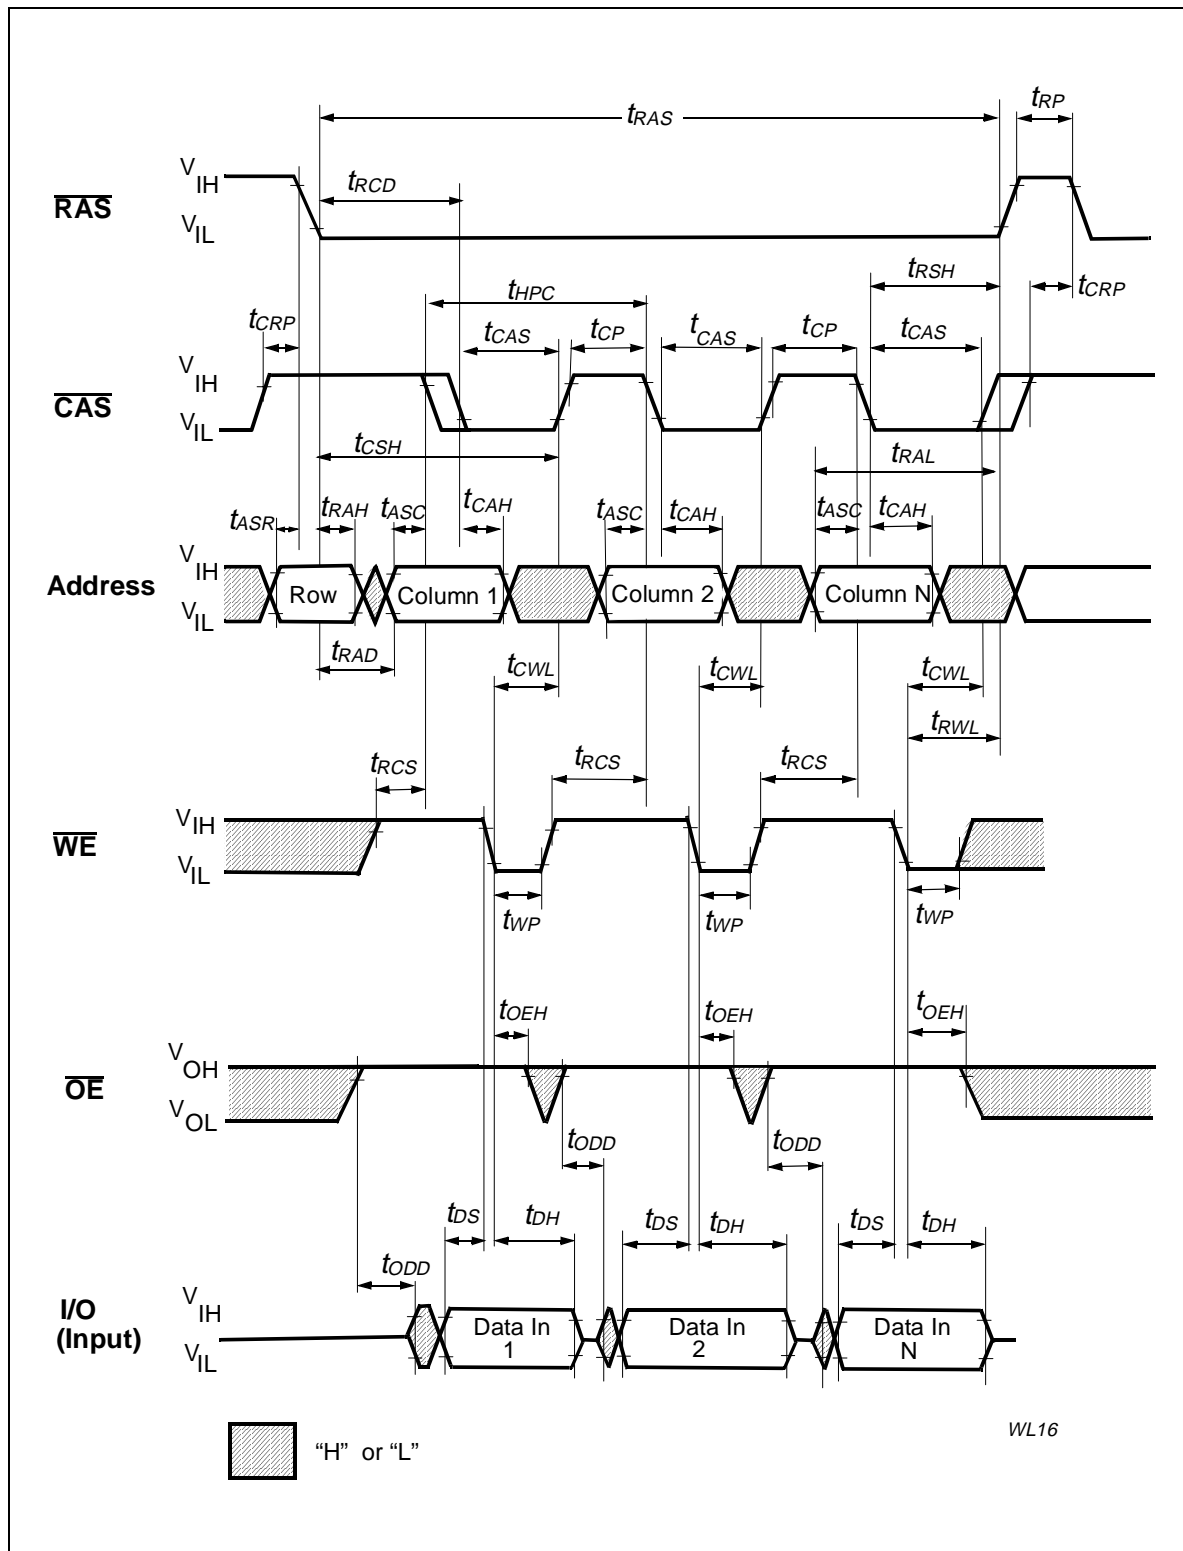 tRAS
tRP
VIH
RAS
VIL
tRCD
tRSH
tCRP
tHPC
tCRP
tCAS
tCP
tCAS
tCP
tCAS
VIH
CAS
VIL
tCSH
tRAL
tASR
tRAH
tASC
tCAH
tASC
tCAH
tASC
tCAH
VIH
Address
VIL
Row
Column 1
Column 2
Column N
tRAD
tCWL
tCWL
tCWL
tRWL
tRCS
tRCS
tRCS
VIH
WE
VIL
tWP
tWP
tWP
tOEH
tOEH
tOEH
VOH
OE
VOL
tODD
tODD
tDS
tDH
tDS
tDH
tDS
tDH
tODD
VIH
I/O
(Input)
VIL
Data In
1
Data In
2
Data In
N
“H” or “L”
WL16